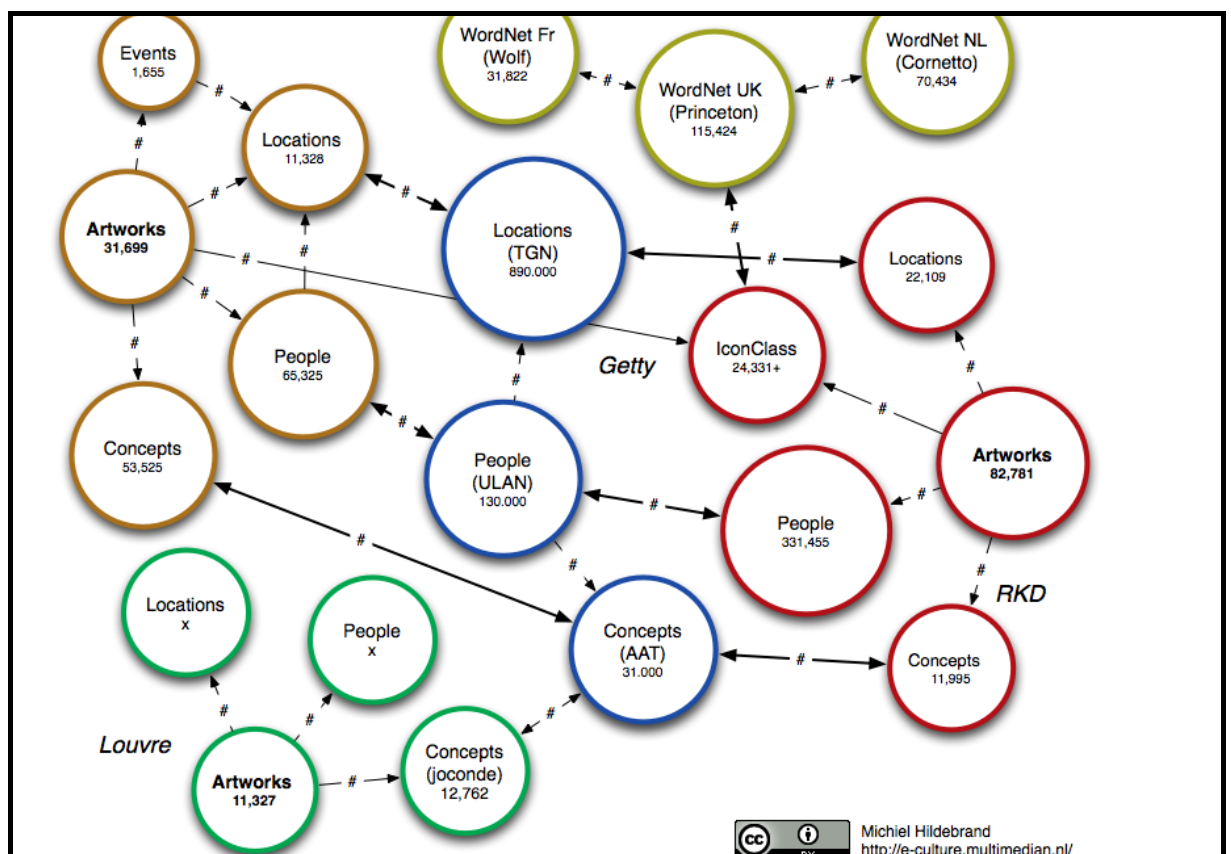 Events
1,655
WordNet Fr
(Wolf)
31,822
WordNet UK
(Princeton)
115,424
WordNet NL
(Cornetto)
70,434
#
#
#
#
Locations
11,328
#
#
#
Artworks
31,699
#
#
#
Locations
(TGN)
890.000
#
Locations
22,109
#
#
People
65,325
Getty
IconClass
24,331+
#
#
#
#
Concepts
53,525
#
People
(ULAN)
130.000
#
People
331,455
#
Artworks
82,781
#
#
#
RKD
Locations
x
People
x
Concepts
(AAT)
31.000
#
Concepts
11,995
#
#
#
Louvre
Artworks
11,327
#
Concepts
(joconde)
12,762
cc
BY
Michiel Hildebrand
http://e-culture.multimedian.nl/